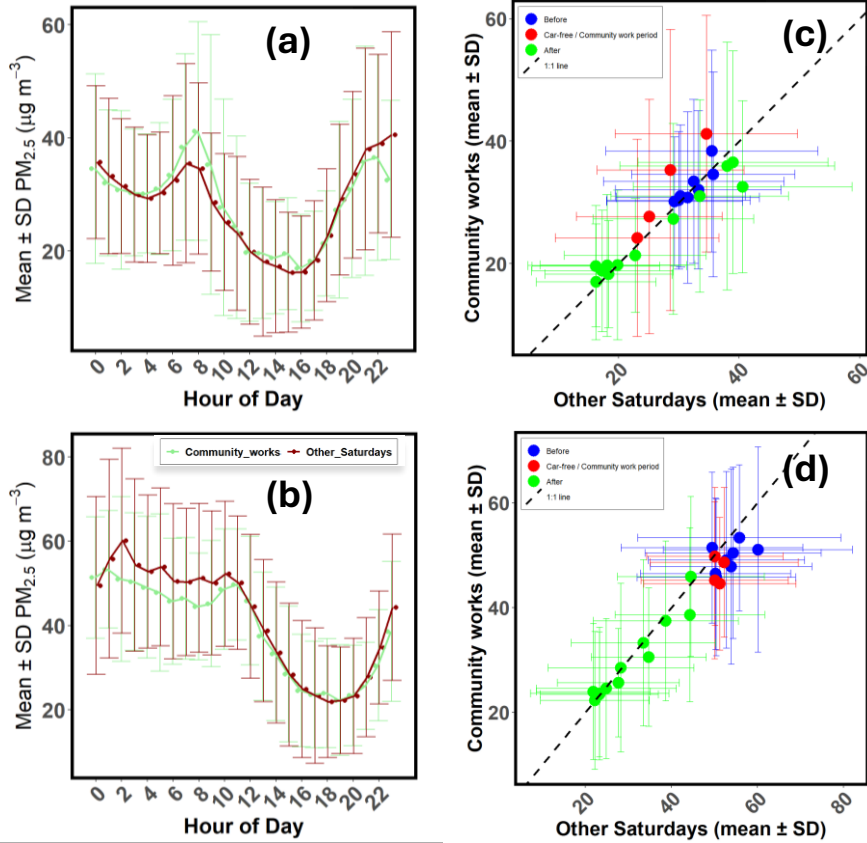 (a)
Mean ± SD PM2.5 (µg m−3)
60
40
20
0 2 4 6 8 10 12 14 16 18 20 22
Hour of Day
(c)
Before
Car-free / Community work period
After
1:1 line
Community works (mean ± SD)
60
40
20
20 40 60
Other Saturdays (mean ± SD)
(b)
Community_works Other_Saturdays
Mean ± SD PM2.5 (µg m−3)
80
60
40
20
0 2 4 6 8 10 12 14 16 18 20 22
Hour of Day
(d)
Before
Car-free / Community work period
After
1:1 line
Community works (mean ± SD)
60
40
20
20 40 60 80
Other Saturdays (mean ± SD)